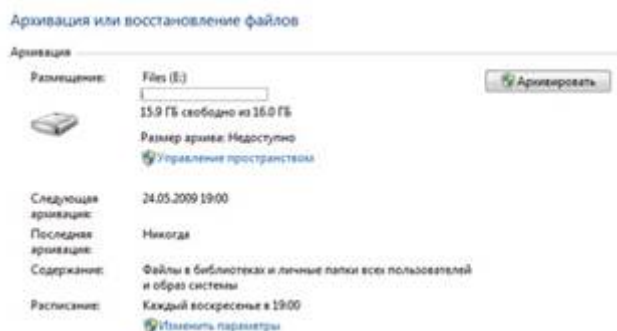 Архивация или восстановление файлов
Архивация
Размещение: Files (E:) Архивировать
15.9 ГБ свободно из 16.0 ГБ
Размер архива: Недоступно
Управление пространством
Следующая архивация: 24.05.2009 19:00
Последняя архивация: Никогда
Содержание: Файлы в библиотеках и личные папки всех пользователей
и образ системы
Расписание: Каждый воскресенье в 19:00
Изменить параметры